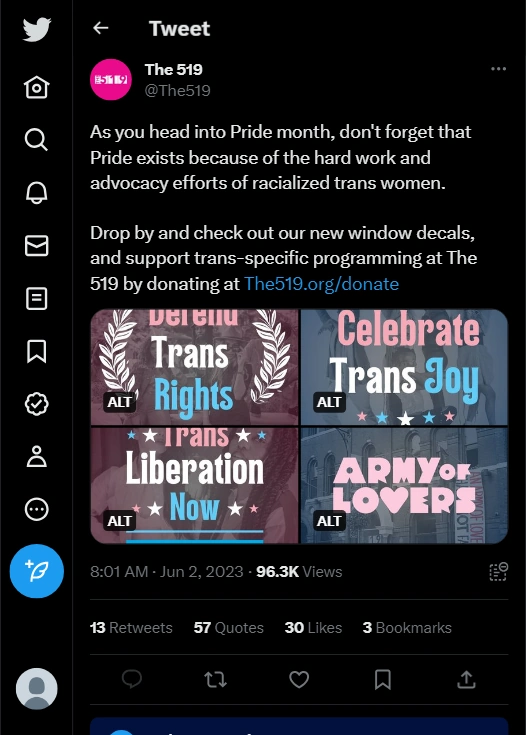 Tweet
The 519
@The519
As you head into Pride month, don't forget that
Pride exists because of the hard work and
advocacy efforts of racialized trans women.
Drop by and check out our new window decals,
and support trans-specific programming at The
519 by donating at The519.org/donate
Defend
Trans
Rights
ALT
Celebrate
Trans Joy
ALT
Trans
Liberation
Now
ALT
ARMY OF
LOVERS
ALT
8:01 AM · Jun 2, 2023 · 96.3K Views
13 Retweets 57 Quotes 30 Likes 3 Bookmarks